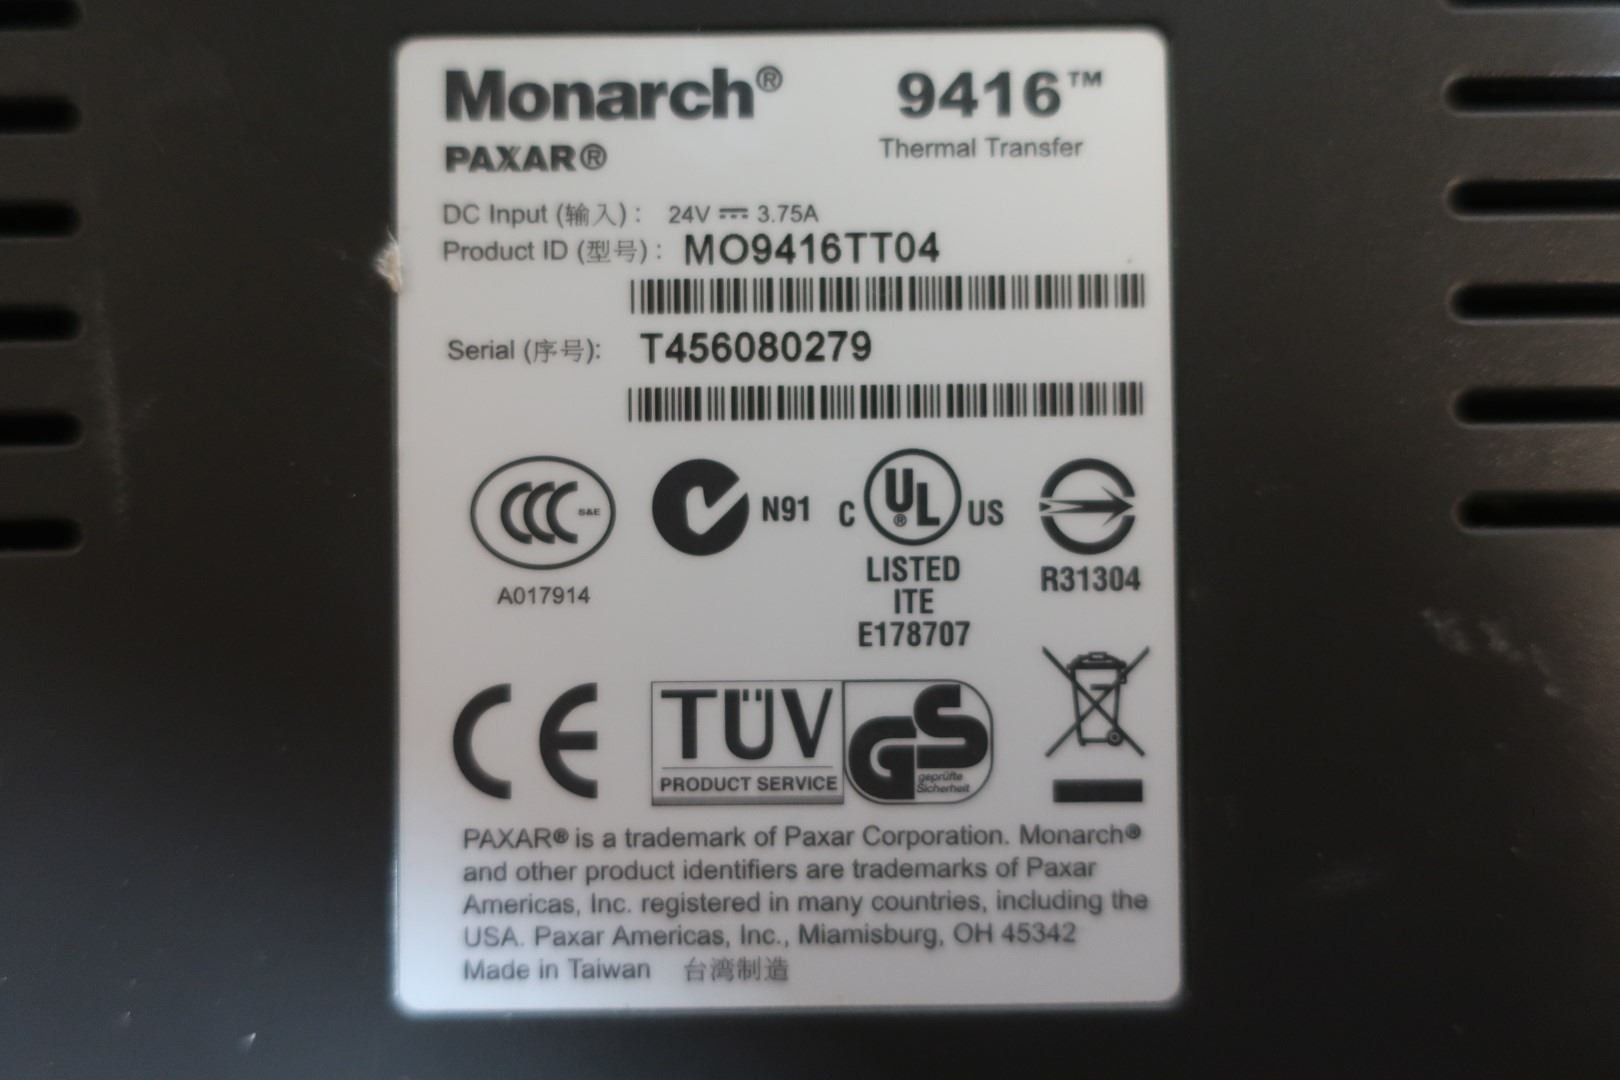 Monarch® 9416™
PAXAR® Thermal Transfer
DC Input (输入) : 24V 3.75A
Product ID (型号) : MO9416TT04
Serial (序号): T456080279
CCC S&E
A017914
N91
C UL® US
LISTED
ITE
E178707
R31304
CE
TÜV
PRODUCT SERVICE
GS
geprüfte
Sicherheit
PAXAR® is a trademark of Paxar Corporation. Monarch®
and other product identifiers are trademarks of Paxar
Americas, Inc. registered in many countries, including the
USA. Paxar Americas, Inc., Miamisburg, OH 45342
Made in Taiwan 台湾制造